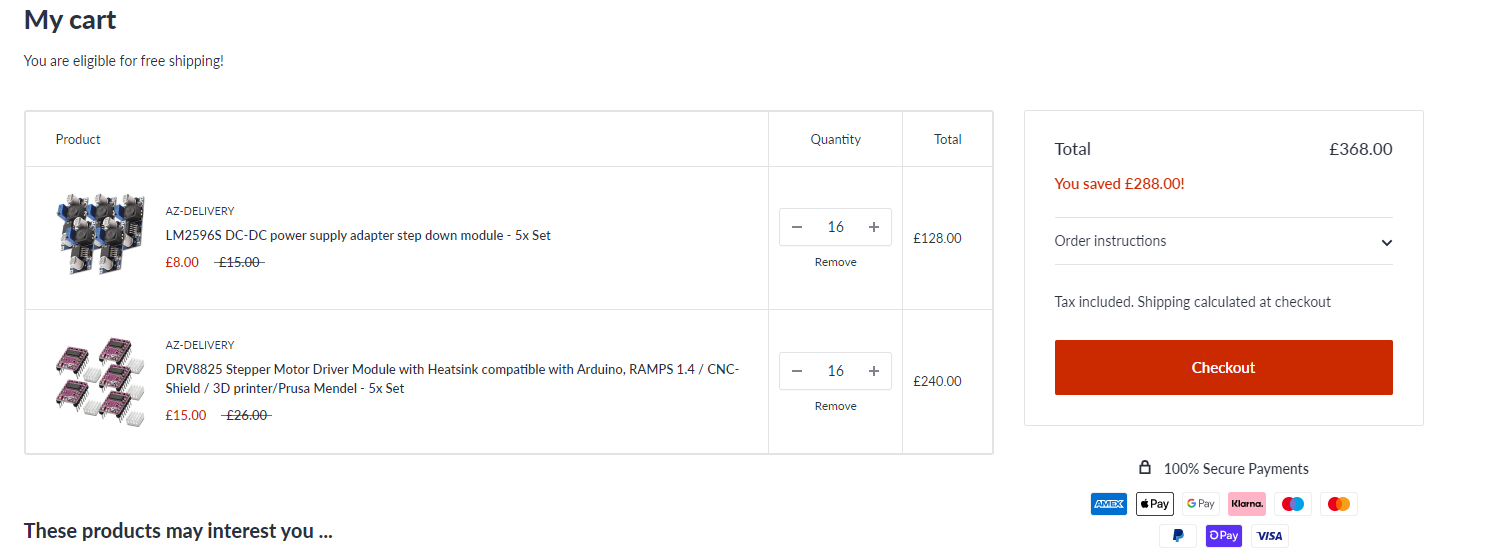 My cart
You are eligible for free shipping!
Product
Quantity
Total
AZ-DELIVERY
LM2596S DC-DC power supply adapter step down module - 5x Set
£8.00 £15.00
16
Remove
£128.00
AZ-DELIVERY
DRV8825 Stepper Motor Driver Module with Heatsink compatible with Arduino, RAMPS 1.4 / CNC-
Shield / 3D printer/Prusa Mendel - 5x Set
£15.00 £26.00
16
Remove
£240.00
Total £368.00
You saved £288.00!
Order instructions
Tax included. Shipping calculated at checkout
Checkout
100% Secure Payments
AMEX Pay G Pay Klarna.
Pay VISA
These products may interest you ...